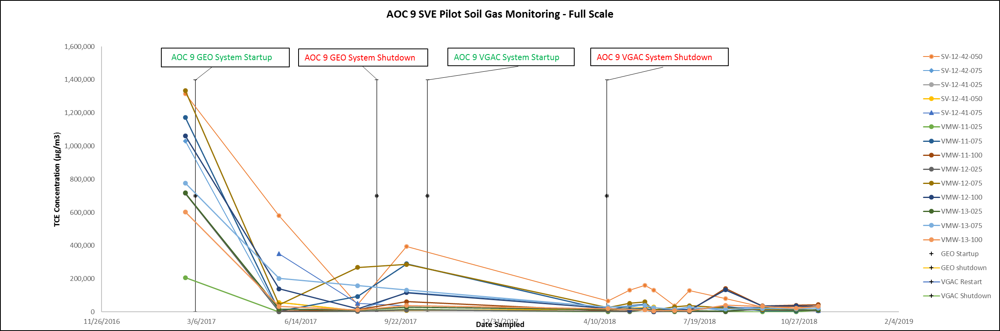 AOC 9 SVE Pilot Soil Gas Monitoring - Full Scale
AOC 9 GEO System Startup
AOC 9 GEO System Shutdown
AOC 9 VGAC System Startup
AOC 9 VGAC System Shutdown
TCE Concentration (µg/m3)
1,600,000
1,400,000
1,200,000
1,000,000
800,000
600,000
400,000
200,000
0
11/26/2016
3/6/2017
6/14/2017
9/22/2017
12/31/2017
4/10/2018
7/19/2018
10/27/2018
2/4/2019
Date Sampled
SV-12-42-050
SV-12-42-075
SV-12-41-025
SV-12-41-050
SV-12-41-075
VMW-11-025
VMW-11-075
VMW-11-100
VMW-12-025
VMW-12-075
VMW-12-100
VMW-13-025
VMW-13-075
VMW-13-100
GEO Startup
GEO shutdown
VGAC Restart
VGAC Shutdown